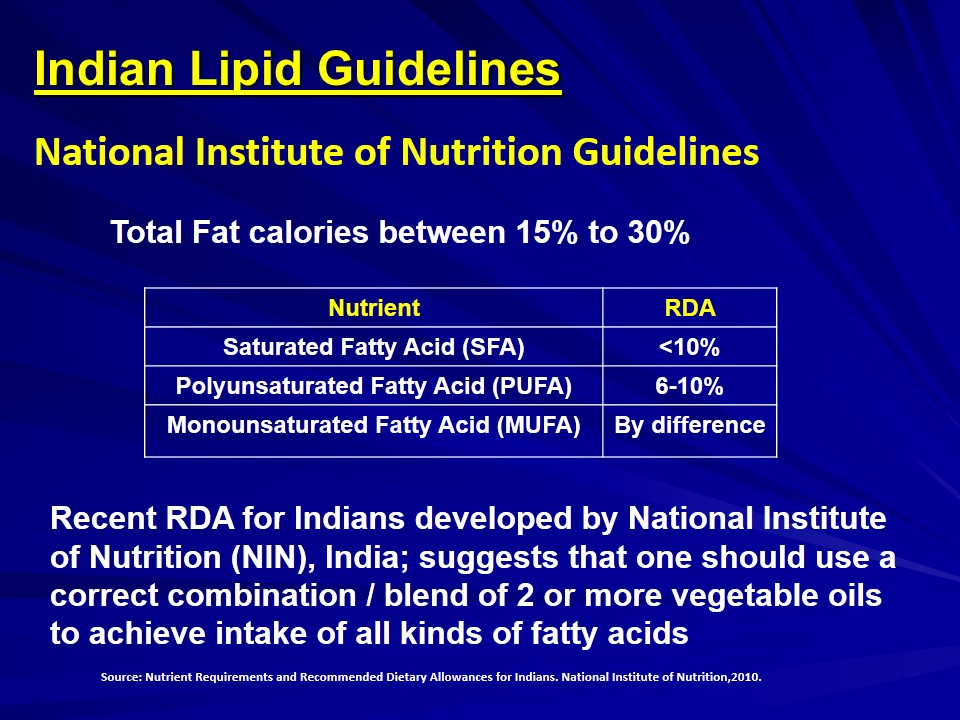 Indian Lipid Guidelines
National Institute of Nutrition Guidelines
Total Fat calories between 15% to 30%
Nutrient RDA
Saturated Fatty Acid (SFA) <10%
Polyunsaturated Fatty Acid (PUFA) 6-10%
Monounsaturated Fatty Acid (MUFA) By difference
Recent RDA for Indians developed by National Institute
of Nutrition (NIN), India; suggests that one should use a
correct combination / blend of 2 or more vegetable oils
to achieve intake of all kinds of fatty acids
Source: Nutrient Requirements and Recommended Dietary Allowances for Indians. National Institute of Nutrition,2010.